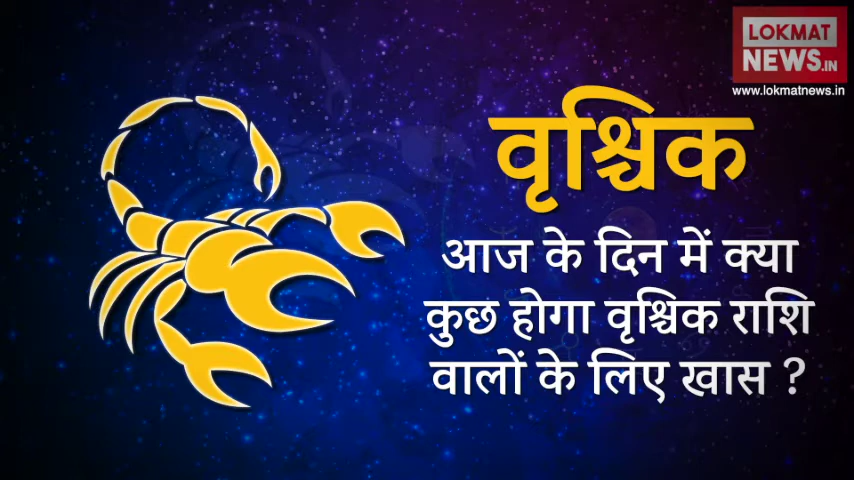 LOKMAT
NEWS.IN
www.lokmatnews.in
वृश्चिक
आज के दिन में क्या
कुछ होगा वृश्चिक राशि
वालों के लिए खास ?